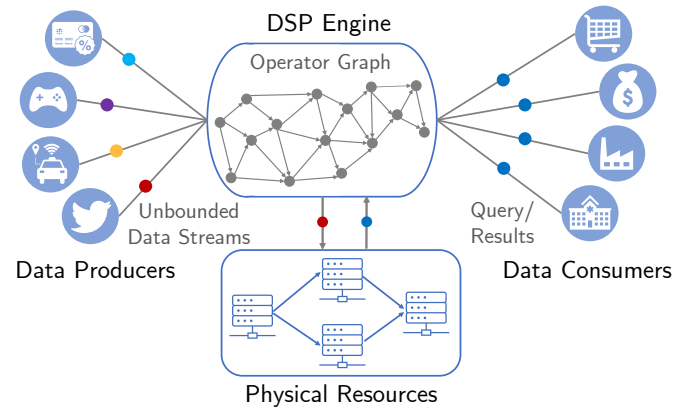 DSP Engine
Operator Graph
%
$
Unbounded
Data Streams
Query/
Results
Data Producers
Data Consumers
Physical Resources